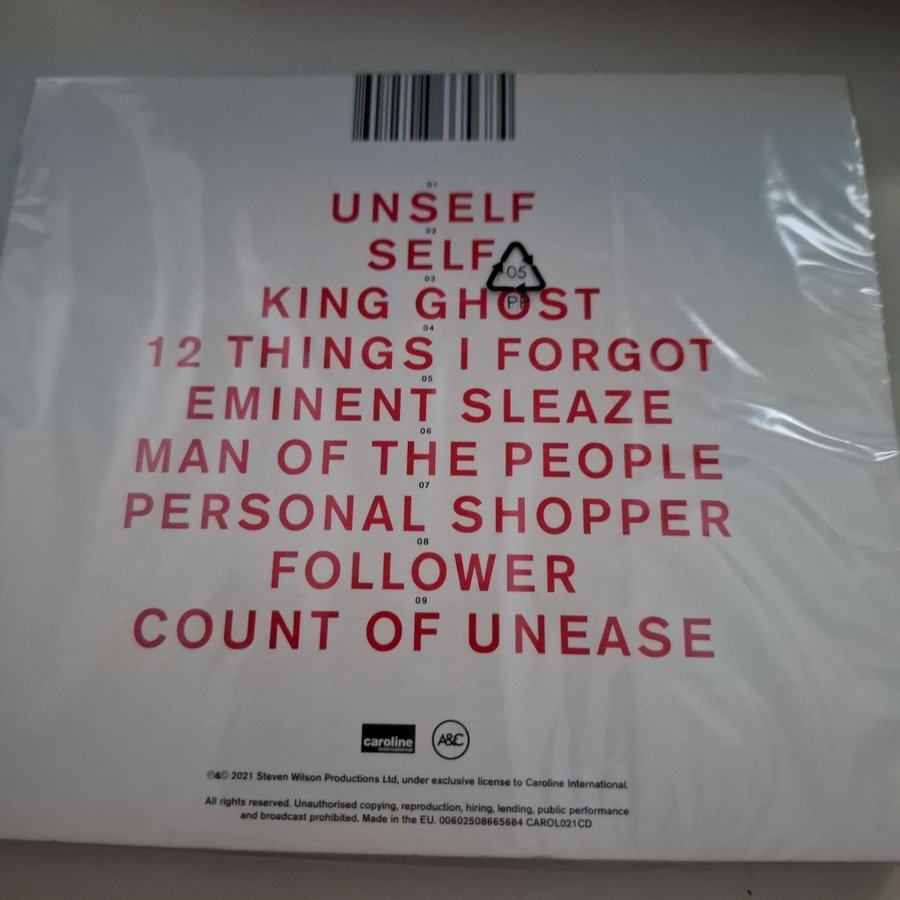 01
UNSELF
02
SELF
05
PP
03
KING GHOST
04
12 THINGS I FORGOT
05
EMINENT SLEAZE
06
MAN OF THE PEOPLE
07
PERSONAL SHOPPER
08
FOLLOWER
09
COUNT OF UNEASE
caroline
international
A&C
℗&© 2021 Steven Wilson Productions Ltd, under exclusive license to Caroline International.
All rights reserved. Unauthorised copying, reproduction, hiring, lending, public performance
and broadcast prohibited. Made in the EU. 00602508665684 CAROL021CD